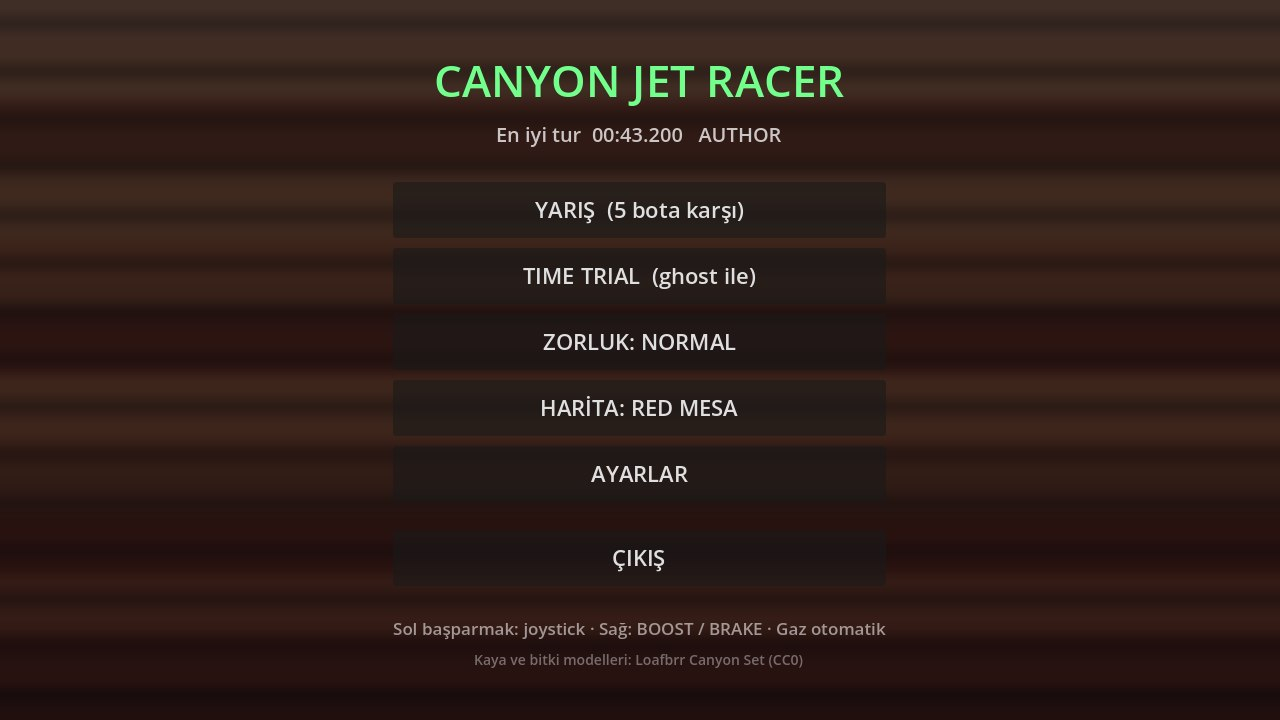 CANYON JET RACER
En iyi tur 00:43.200 AUTHOR
YARIŞ (5 bota karşı)
TIME TRIAL (ghost ile)
ZORLUK: NORMAL
HARİTA: RED MESA
AYARLAR
ÇIKIŞ
Sol başparmak: joystick · Sağ: BOOST / BRAKE · Gaz otomatik
Kaya ve bitki modelleri: Loafbrr Canyon Set (CC0)